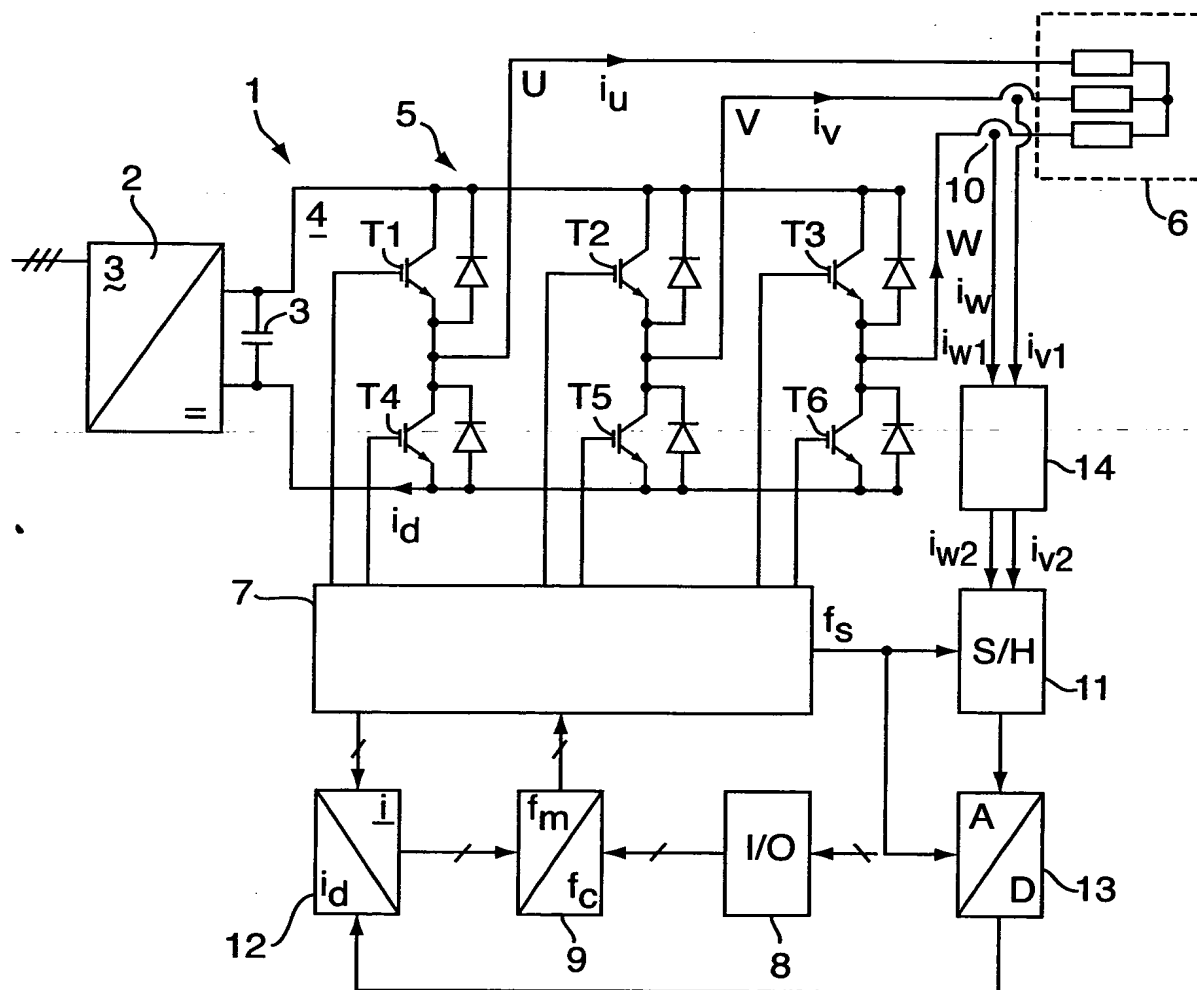 1
U
i_u
V
i_v
5
10
6
2
4
3
~
=
3
T1
T2
T3
W
i_w
i_w1
i_v1
T4
T5
T6
14
i_d
i_w2
i_v2
7
f_s
S/H
11
i
i_d
f_m
f_c
I/O
A
D
12
9
8
13